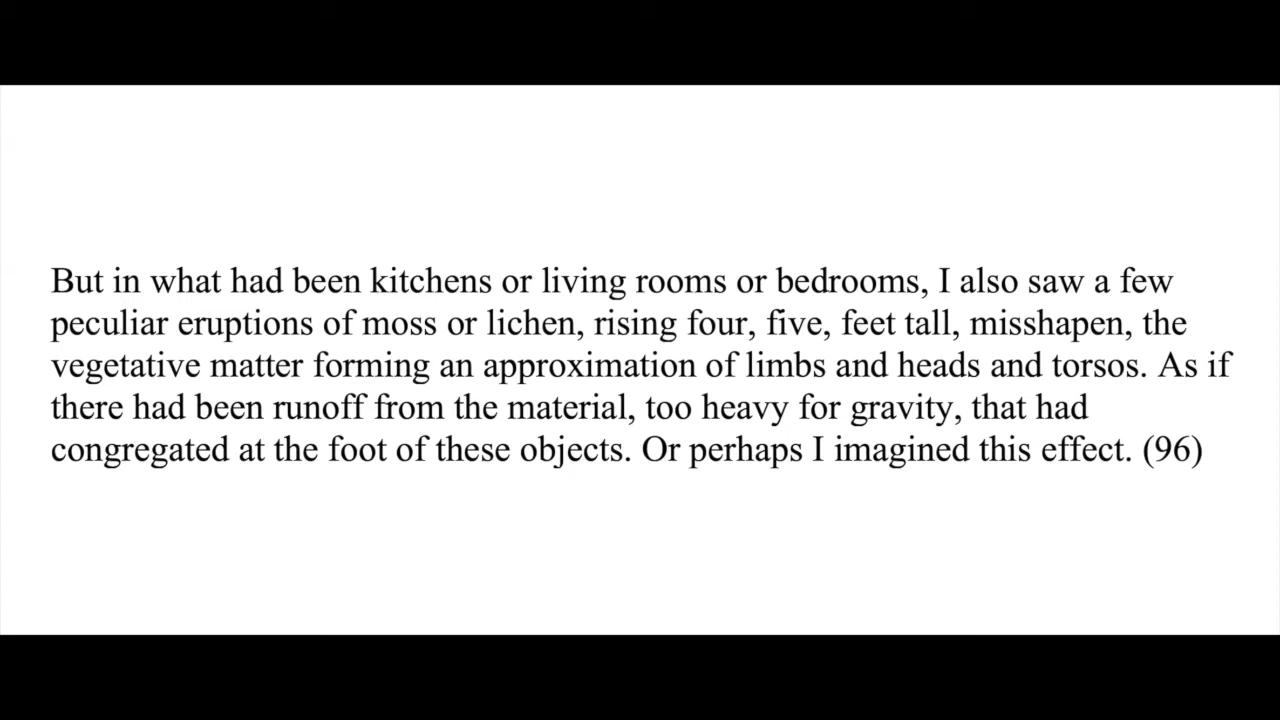 But in what had been kitchens or living rooms or bedrooms, I also saw a few
peculiar eruptions of moss or lichen, rising four, five, feet tall, misshapen, the
vegetative matter forming an approximation of limbs and heads and torsos. As if
there had been runoff from the material, too heavy for gravity, that had
congregated at the foot of these objects. Or perhaps I imagined this effect. (96)